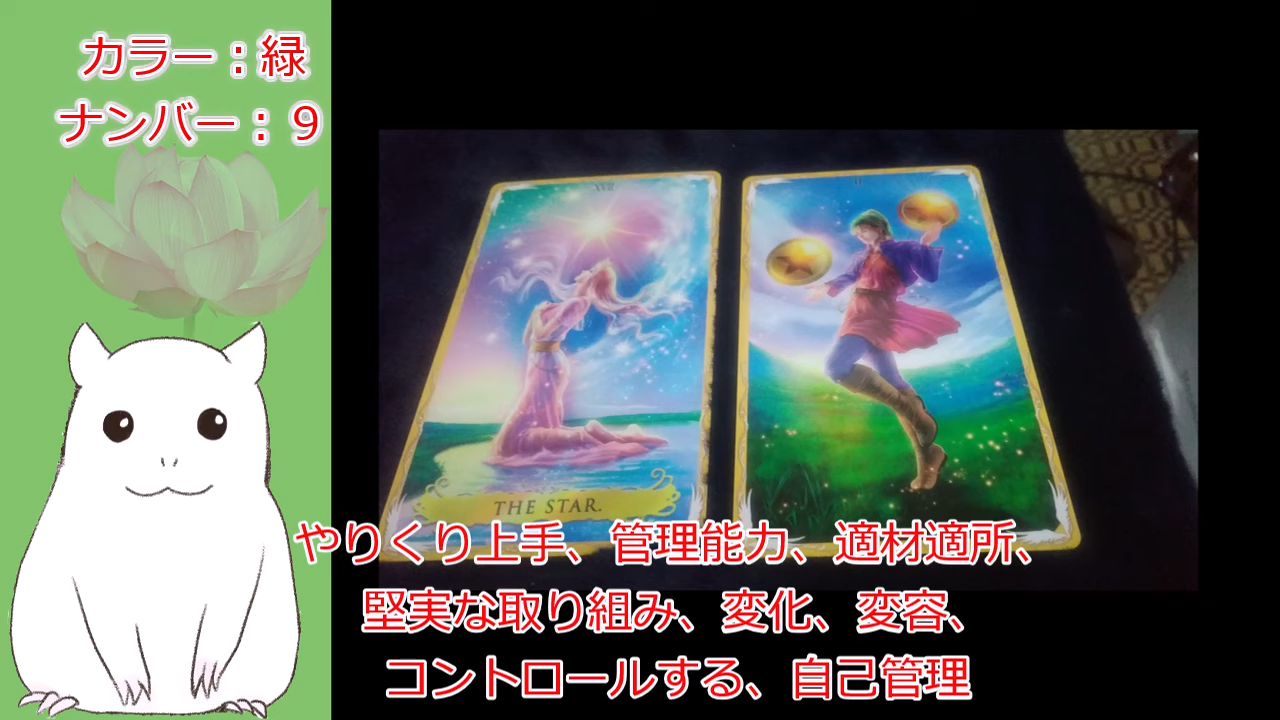 カラー：緑
ナンバー：９
XVII
II
THE STAR.
やりくり上手、管理能力、適材適所、
堅実な取り組み、変化、変容、
コントロールする、自己管理